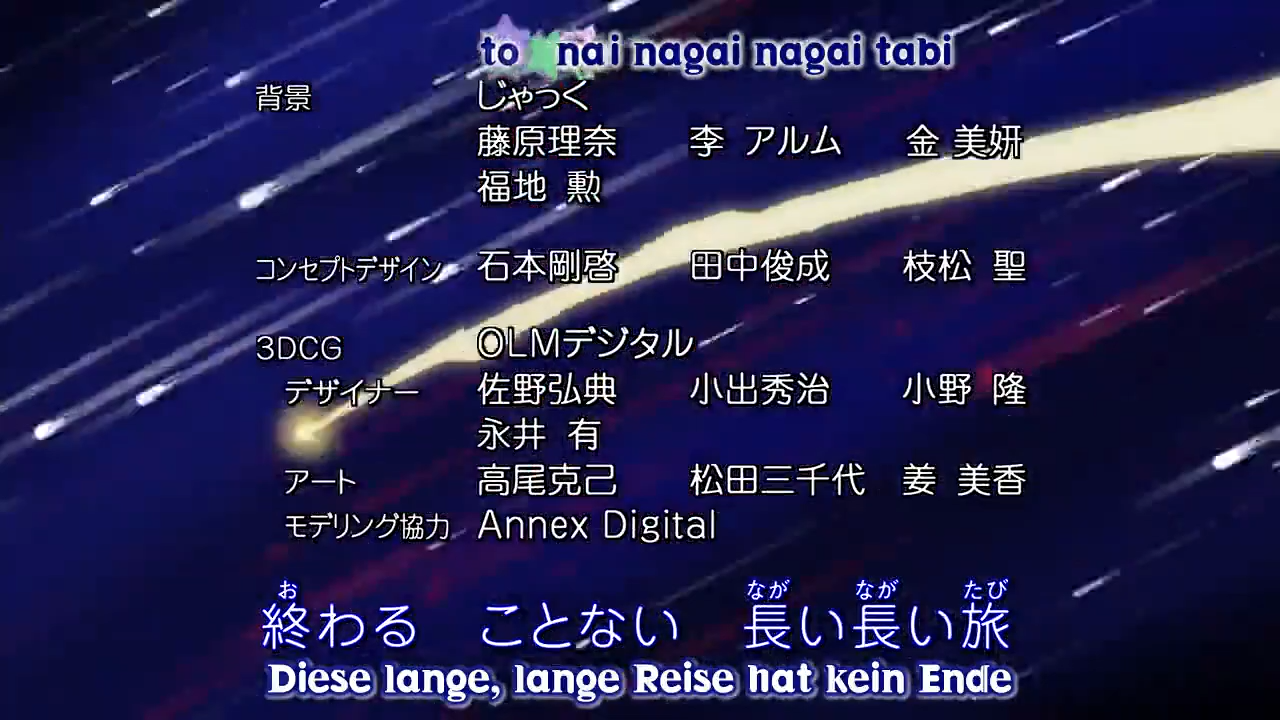 to nai nagai nagai tabi
背景 じゃっく
藤原理奈 李 アルム 金 美妍
福地 勲
コンセプトデザイン 石本剛啓 田中俊成 枝松 聖
3DCG OLMデジタル
デザイナー 佐野弘典 小出秀治 小野 隆
永井 有
アート 高尾克己 松田三千代 姜 美香
モデリング協力 Annex Digital
お なが なが たび
終わる ことない 長い長い旅
Diese lange, lange Reise hat kein Ende